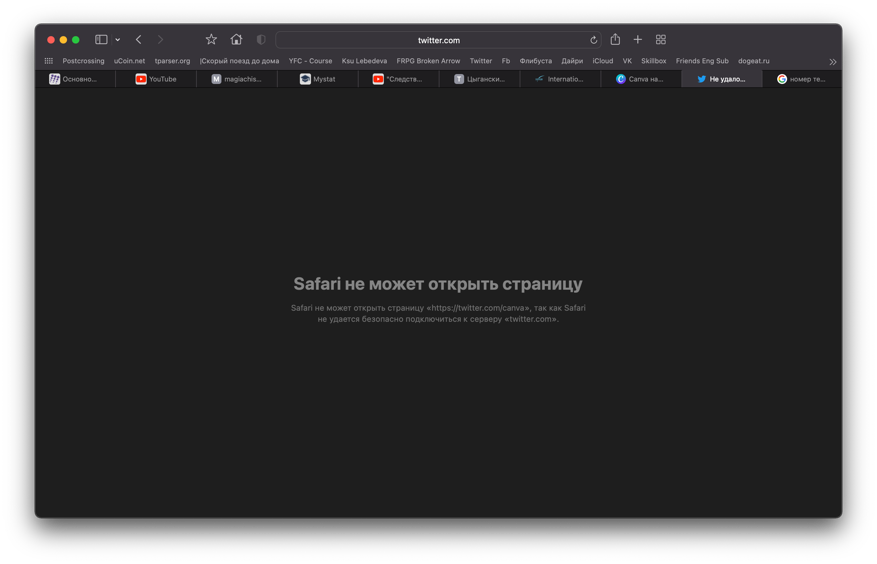 twitter.com
Postcrossing uCoin.net tparser.org |Скорый поезд до дома YFC - Course Ksu Lebedeva FRPG Broken Arrow Twitter Fb Флибуста Дайри iCloud VK Skillbox Friends Eng Sub dogeat.ru
Основно... YouTube M magiachis... Mystat "Следств... T Цыгански... Internatio... Canva на... Не удало... G номер те...
Safari не может открыть страницу
Safari не может открыть страницу «https://twitter.com/canva», так как Safari
не удается безопасно подключиться к серверу «twitter.com».